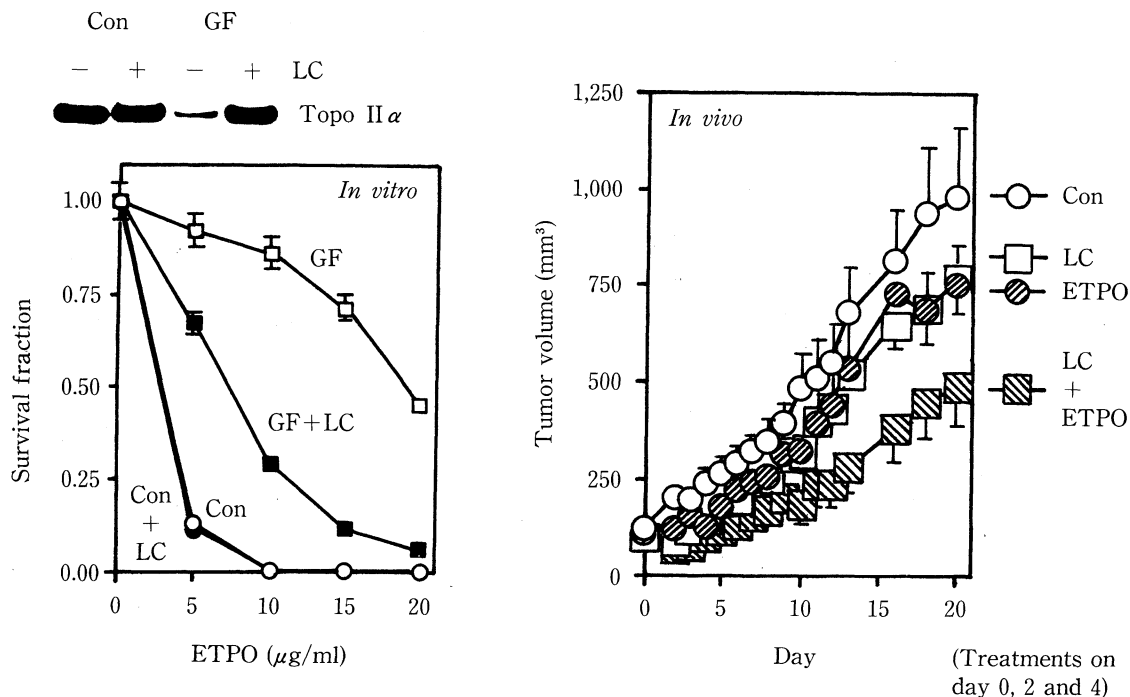 Con GF
− + − + LC
Topo II α
In vitro
1.00
0.75
0.50
0.25
0.00
Survival fraction
GF
GF+LC
Con
Con
+
LC
0 5 10 15 20
ETPO (μg/ml)
In vivo
1,250
1,000
750
500
250
0
Tumor volume (mm³)
0 5 10 15 20
Day
(Treatments on
day 0, 2 and 4)
Con
LC
ETPO
LC
+
ETPO